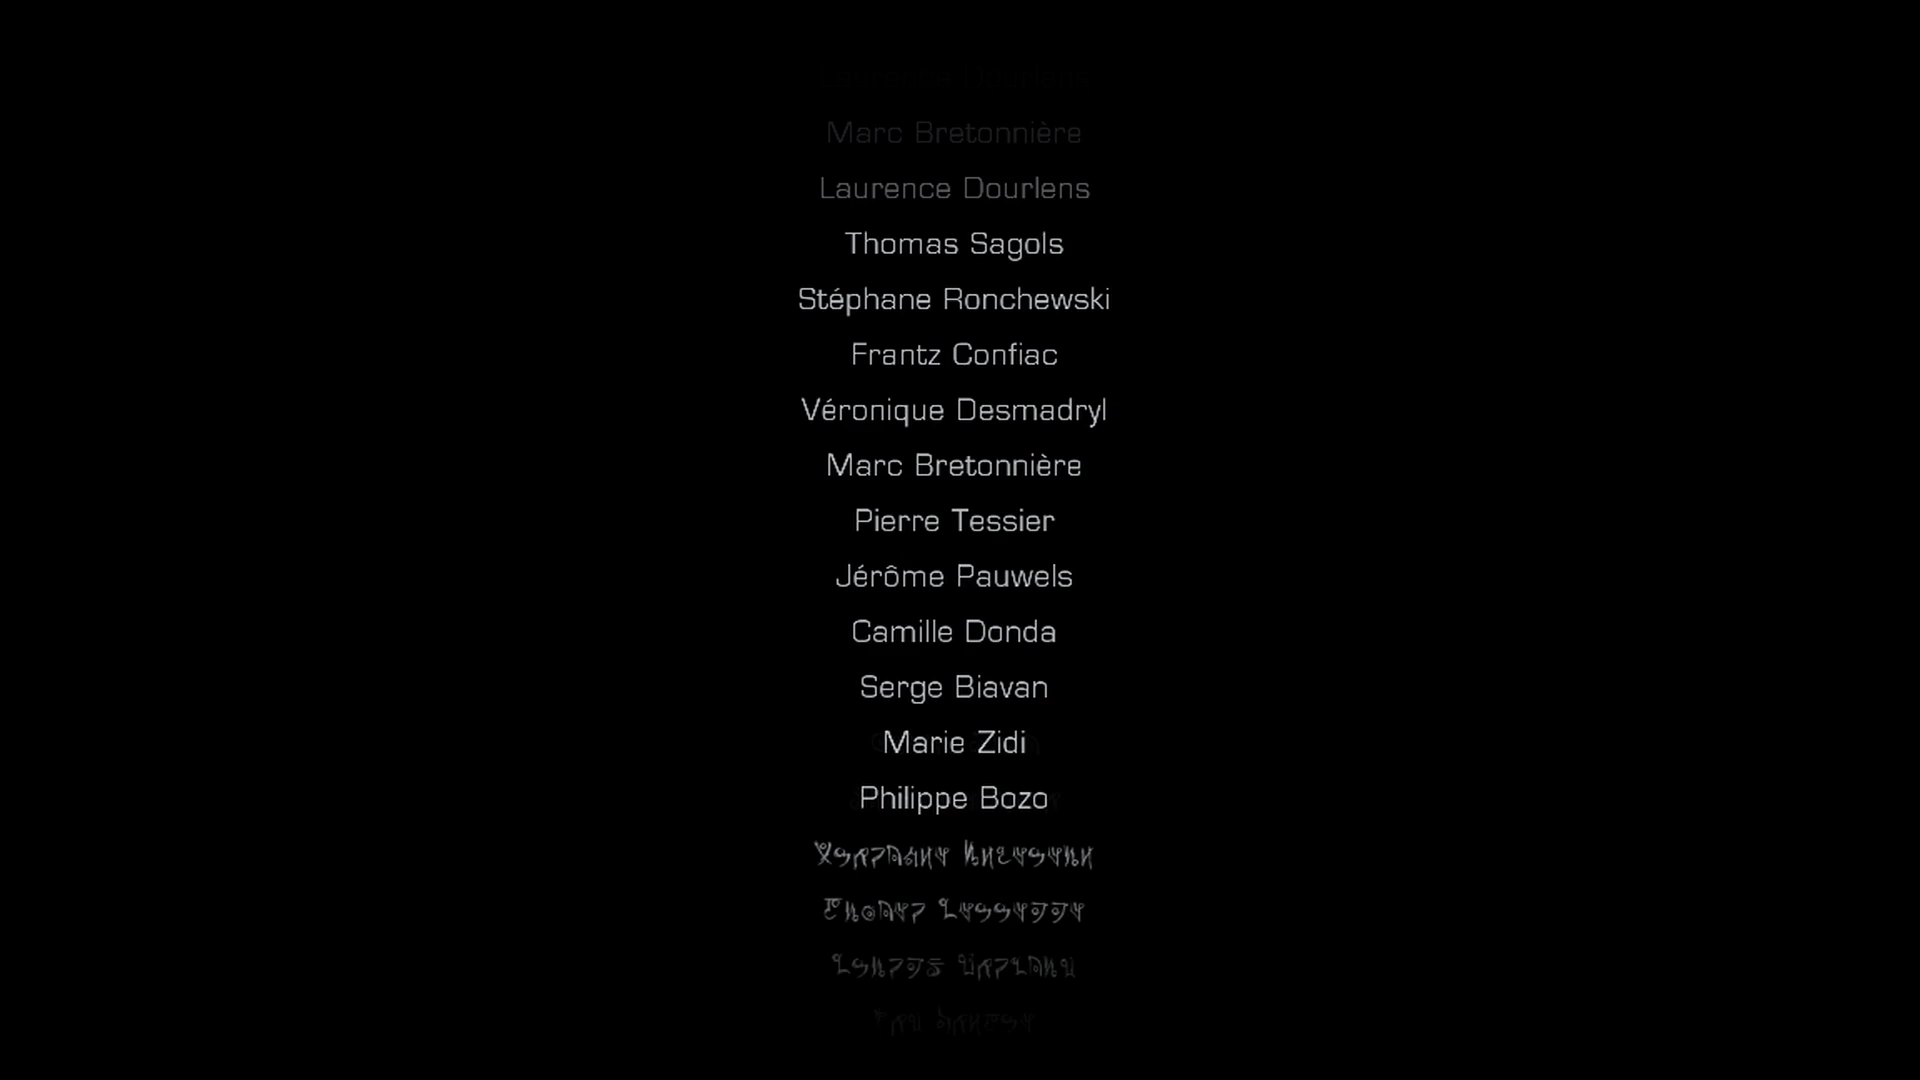 Marc Bretonnière
Laurence Dourlens
Thomas Sagols
Stéphane Ronchewski
Frantz Confiac
Véronique Desmadryl
Marc Bretonnière
Pierre Tessier
Jérôme Pauwels
Camille Donda
Serge Biavan
Marie Zidi
Philippe Bozo